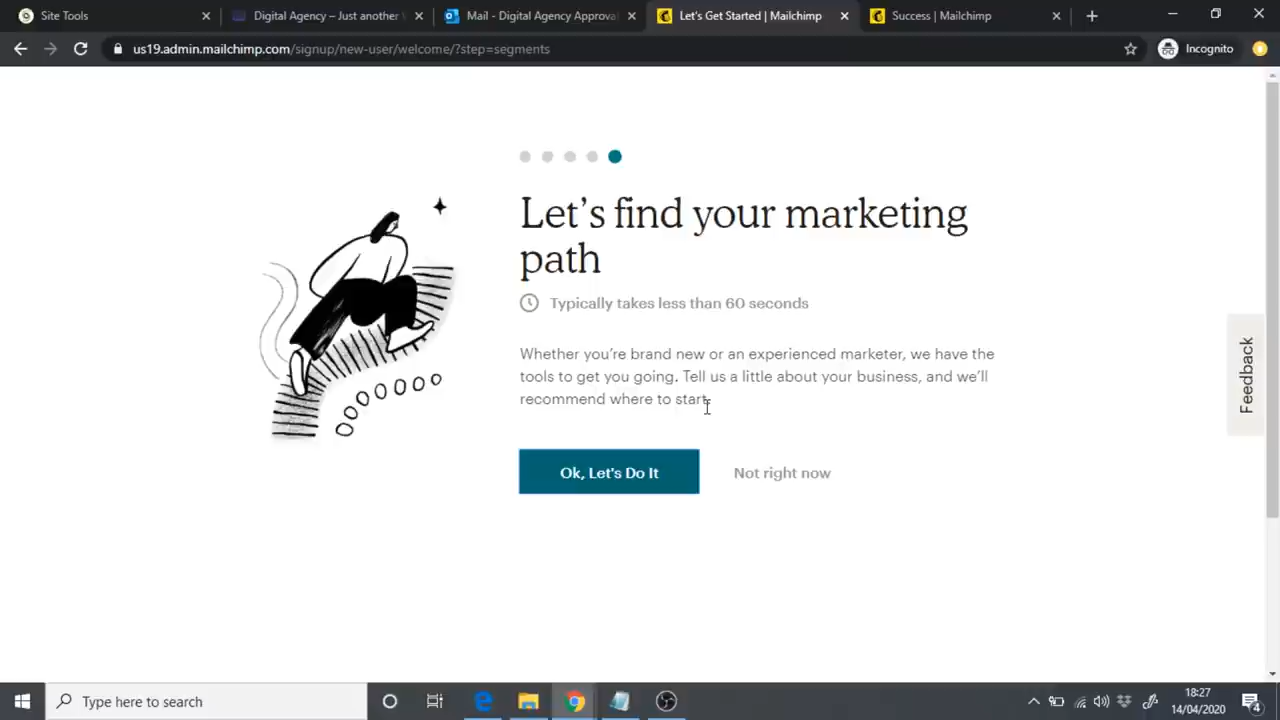 Site Tools
Digital Agency – Just another
Mail - Digital Agency Approval
Let's Get Started | Mailchimp
Success | Mailchimp
us19.admin.mailchimp.com/signup/new-user/welcome/?step=segments
Incognito
Let's find your marketing
path
Typically takes less than 60 seconds
Whether you're brand new or an experienced marketer, we have the
tools to get you going. Tell us a little about your business, and we'll
recommend where to start.
Ok, Let's Do It
Not right now
Feedback
Type here to search
18:27
14/04/2020
4